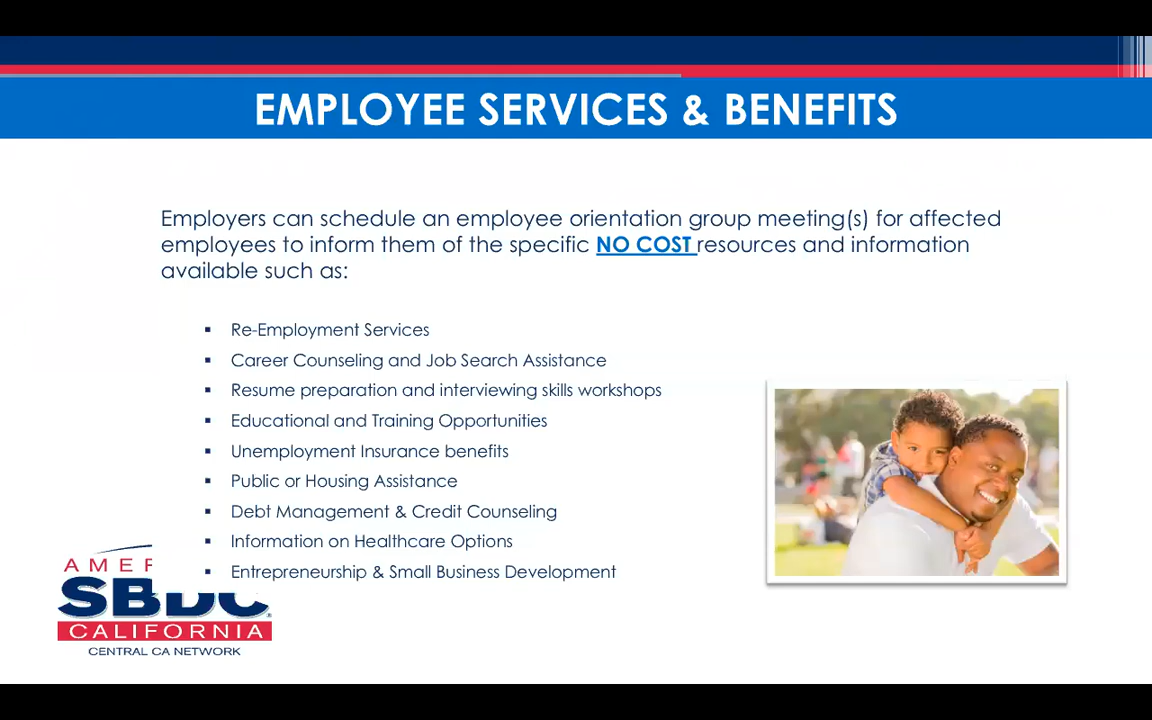 EMPLOYEE SERVICES & BENEFITS
Employers can schedule an employee orientation group meeting(s) for affected
employees to inform them of the specific NO COST resources and information
available such as:
▪ Re-Employment Services
▪ Career Counseling and Job Search Assistance
▪ Resume preparation and interviewing skills workshops
▪ Educational and Training Opportunities
▪ Unemployment Insurance benefits
▪ Public or Housing Assistance
▪ Debt Management & Credit Counseling
▪ Information on Healthcare Options
▪ Entrepreneurship & Small Business Development
AMER
SBDC
CALIFORNIA
CENTRAL CA NETWORK